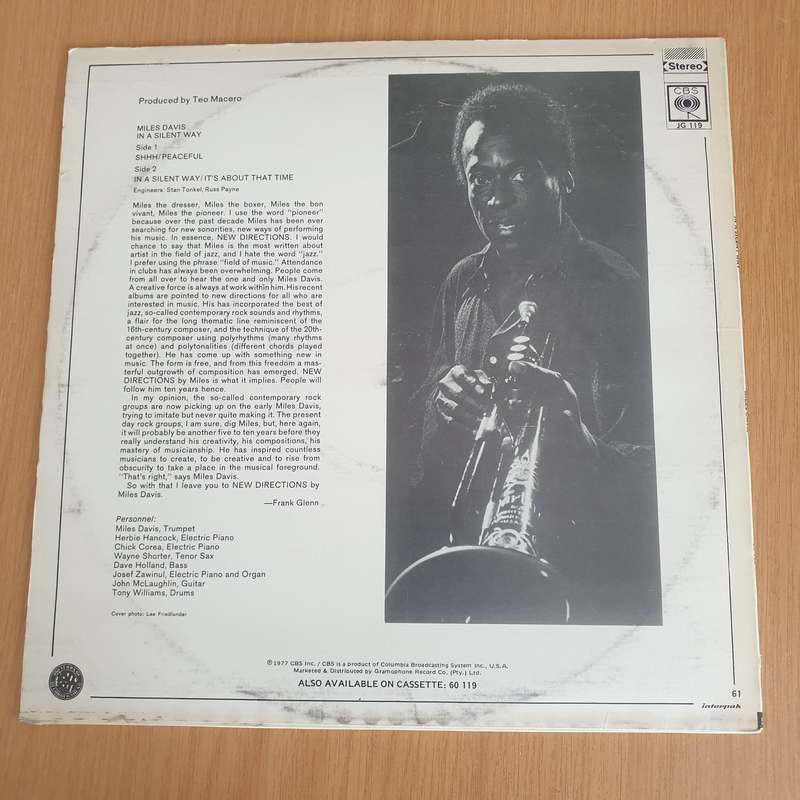 Stereo
CBS
JG 119
Produced by Teo Macero
MILES DAVIS
IN A SILENT WAY
Side 1
SHHH/PEACEFUL
Side 2
IN A SILENT WAY/IT'S ABOUT THAT TIME
Engineers: Stan Tonkel, Russ Payne
Miles the dresser, Miles the boxer, Miles the bon
vivant, Miles the pioneer. I use the word "pioneer"
because over the past decade Miles has been ever
searching for new sonorities, new ways of performing
his music. In essence, NEW DIRECTIONS. I would
chance to say that Miles is the most written about
artist in the field of jazz, and I hate the word "jazz."
I prefer using the phrase "field of music." Attendance
in clubs has always been overwhelming. People come
from all over to hear the one and only Miles Davis.
A creative force is always at work within him. His recent
albums are pointed to new directions for all who are
interested in music. His has incorporated the best of
jazz, so-called contemporary rock sounds and rhythms,
a flair for the long thematic line reminiscent of the
16th-century composer, and the technique of the 20th-
century composer using polyrhythms (many rhythms
at once) and polytonalities (different chords played
together). He has come up with something new in
music. The form is free, and from this freedom a mas-
terful outgrowth of composition has emerged. NEW
DIRECTIONS by Miles is what it implies. People will
follow him ten years hence.
In my opinion, the so-called contemporary rock
groups are now picking up on the early Miles Davis,
trying to imitate but never quite making it. The present
day rock groups, I am sure, dig Miles, but, here again,
it will probably be another five to ten years before they
really understand his creativity, his compositions, his
mastery of musicianship. He has inspired countless
musicians to create, to be creative and to rise from
obscurity to take a place in the musical foreground.
"That's right," says Miles Davis.
So with that I leave you to NEW DIRECTIONS by
Miles Davis.
—Frank Glenn
Personnel:
Miles Davis, Trumpet
Herbie Hancock, Electric Piano
Chick Corea, Electric Piano
Wayne Shorter, Tenor Sax
Dave Holland, Bass
Josef Zawinul, Electric Piano and Organ
John McLaughlin, Guitar
Tony Williams, Drums
Cover photo: Lee Friedlander
℗ 1977 CBS Inc. / CBS is a product of Columbia Broadcasting System Inc., U.S.A.
Marketed & Distributed by Gramophone Record Co. (Pty.) Ltd.
ALSO AVAILABLE ON CASSETTE: 60 119
61
interpak